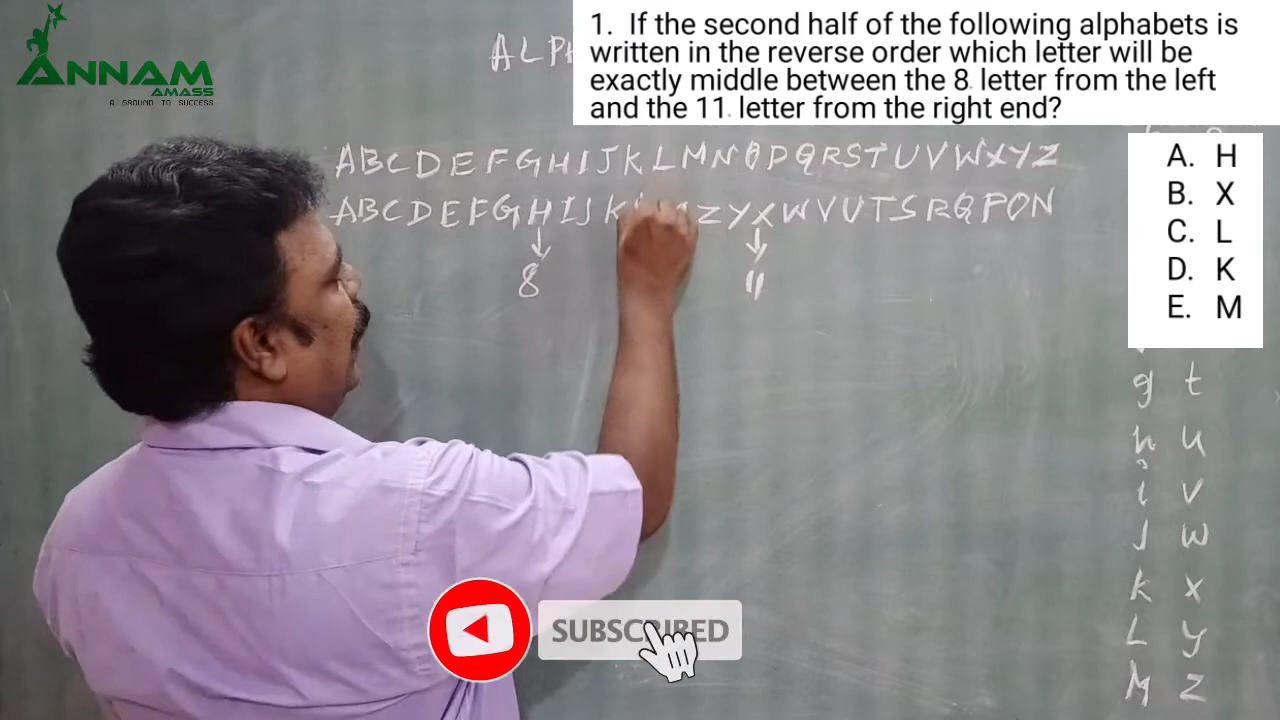 ANNAM
AMASS
A GROUND TO SUCCESS
ALPH
1. If the second half of the following alphabets is
written in the reverse order which letter will be
exactly middle between the 8 letter from the left
and the 11 letter from the right end?
A. H
B. X
C. L
D. K
E. M
ABCDEFGHIJKLMNOPQRSTUVWXYZ
ABCDEFGHIJK ZYXWVUTSRQPON
8 11
g t
h u
i v
J W
k x
L y
M Z
SUBSCRIBED